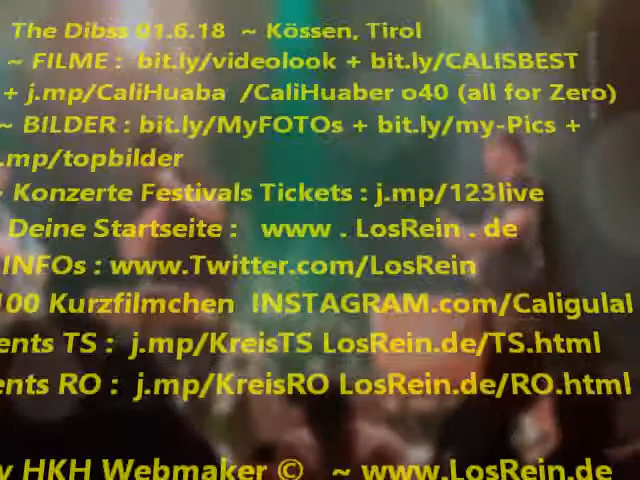 The Dibss 01.6.18 ~ Kössen, Tirol
~ FILME : bit.ly/videolook + bit.ly/CALISBEST
+ j.mp/CaliHuaba /CaliHuaber o40 (all for Zero)
~ BILDER : bit.ly/MyFOTOs + bit.ly/my-Pics +
.mp/topbilder
~ Konzerte Festivals Tickets : j.mp/123live
Deine Startseite : www . LosRein . de
INFOs : www.Twitter.com/LosRein
100 Kurzfilmchen INSTAGRAM.com/Caligulal
ents TS : j.mp/KreisTS LosRein.de/TS.html
ents RO : j.mp/KreisRO LosRein.de/RO.html
y HKH Webmaker © ~ www.LosRein.de